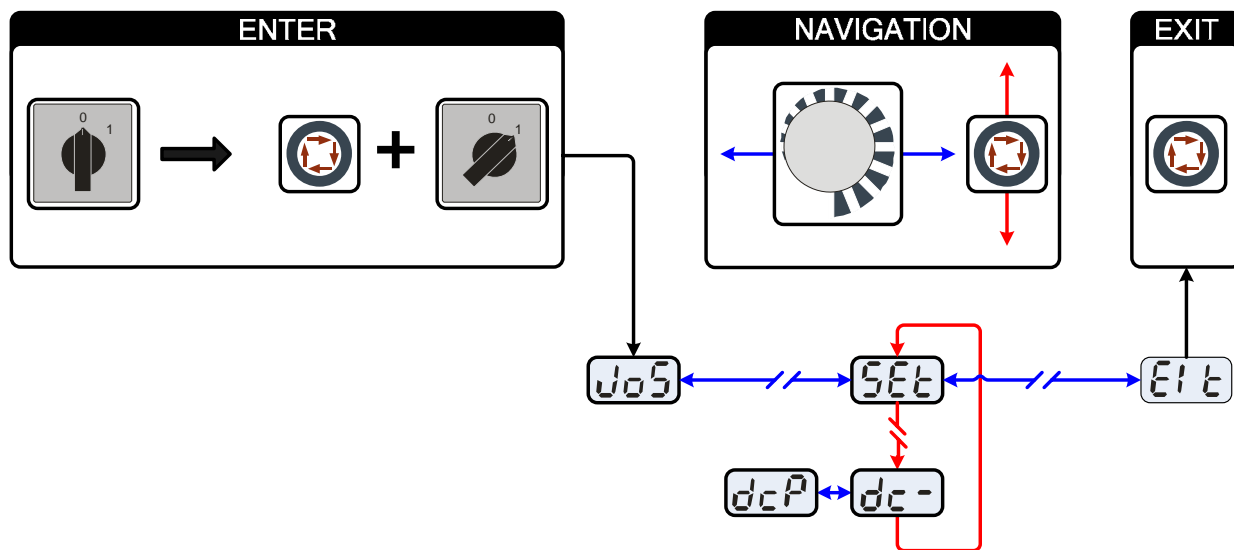 ENTER
NAVIGATION
EXIT
0
1
0
1
JoS
SEt
EIt
dcP
dc-